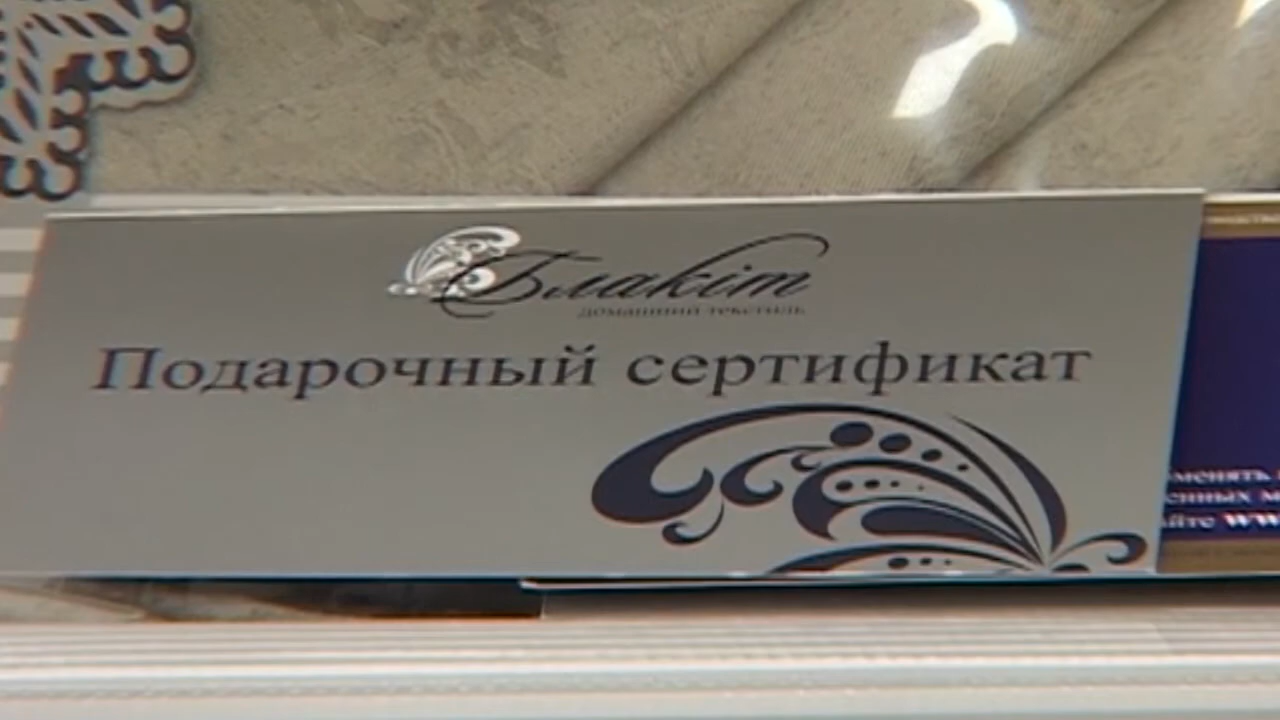 Блакіт
домашний текстиль
Подарочный сертификат